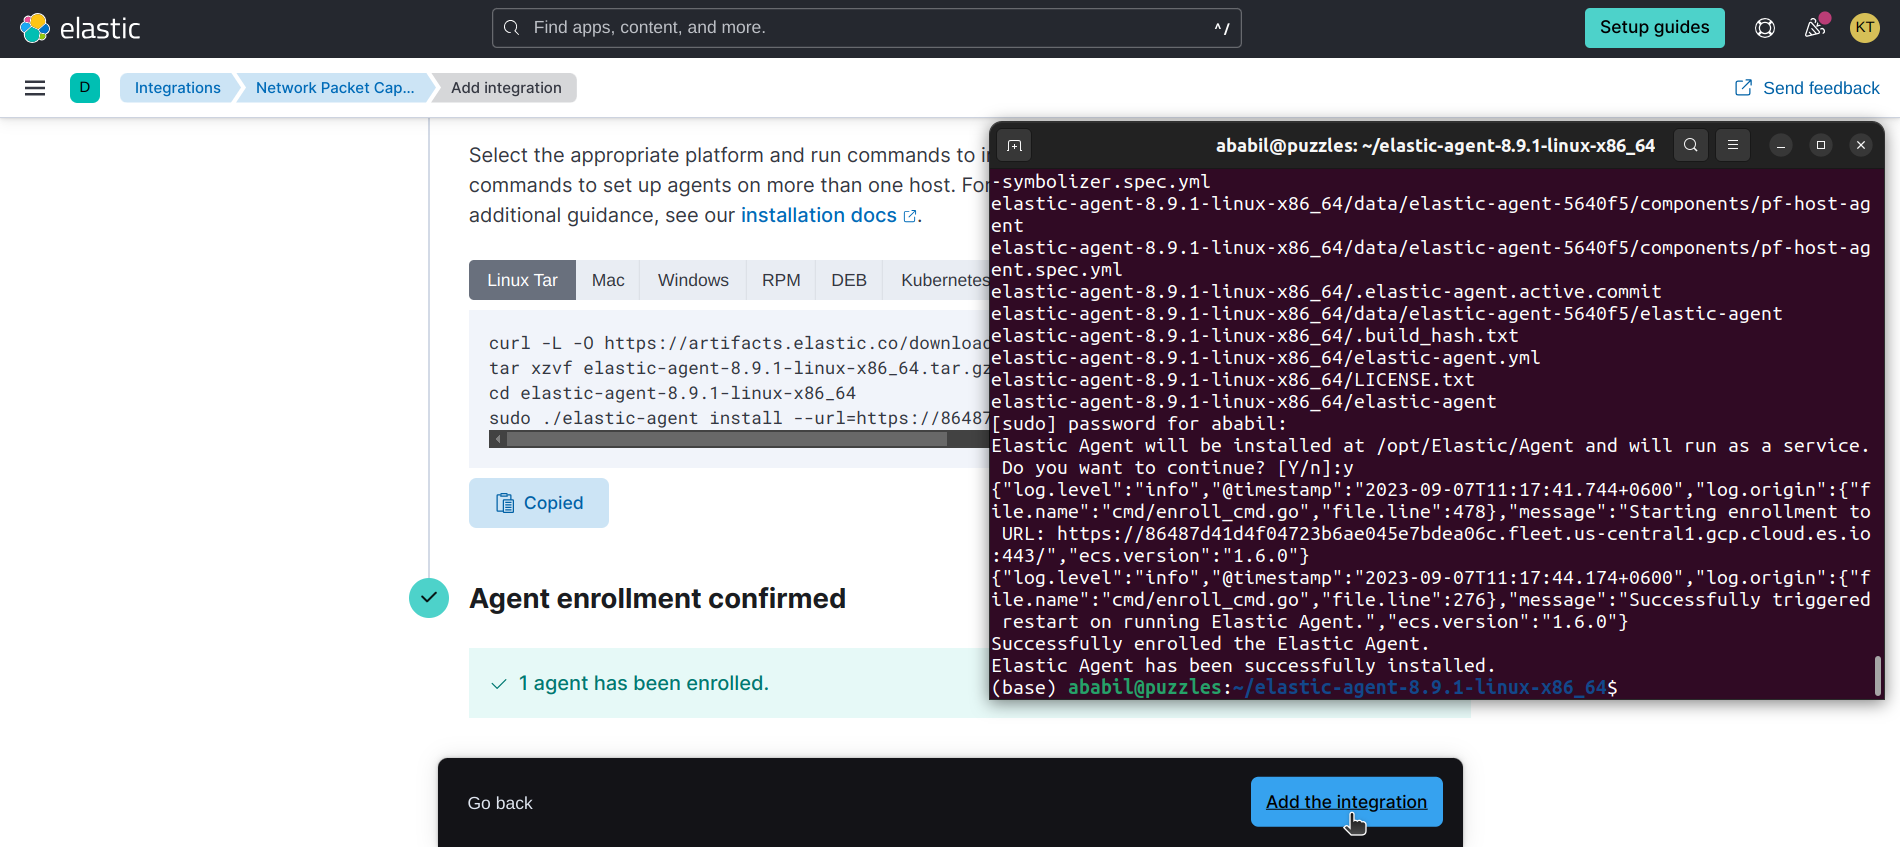 elastic
Find apps, content, and more.
^ /
Setup guides
KT
D
Integrations
Network Packet Cap...
Add integration
Send feedback
Select the appropriate platform and run commands to i
commands to set up agents on more than one host. For
additional guidance, see our installation docs.
Linux Tar
Mac
Windows
RPM
DEB
Kubernetes
curl -L -O https://artifacts.elastic.co/download
tar xzvf elastic-agent-8.9.1-linux-x86_64.tar.gz
cd elastic-agent-8.9.1-linux-x86_64
sudo ./elastic-agent install --url=https://86487
Copied
Agent enrollment confirmed
1 agent has been enrolled.
Go back
Add the integration
ababil@puzzles: ~/elastic-agent-8.9.1-linux-x86_64
-symbolizer.spec.yml
elastic-agent-8.9.1-linux-x86_64/data/elastic-agent-5640f5/components/pf-host-ag
ent
elastic-agent-8.9.1-linux-x86_64/data/elastic-agent-5640f5/components/pf-host-ag
ent.spec.yml
elastic-agent-8.9.1-linux-x86_64/.elastic-agent.active.commit
elastic-agent-8.9.1-linux-x86_64/data/elastic-agent-5640f5/elastic-agent
elastic-agent-8.9.1-linux-x86_64/.build_hash.txt
elastic-agent-8.9.1-linux-x86_64/elastic-agent.yml
elastic-agent-8.9.1-linux-x86_64/LICENSE.txt
elastic-agent-8.9.1-linux-x86_64/elastic-agent
[sudo] password for ababil:
Elastic Agent will be installed at /opt/Elastic/Agent and will run as a service.
Do you want to continue? [Y/n]:y
{"log.level":"info","@timestamp":"2023-09-07T11:17:41.744+0600","log.origin":{"f
ile.name":"cmd/enroll_cmd.go","file.line":478},"message":"Starting enrollment to
URL: https://86487d41d4f04723b6ae045e7bdea06c.fleet.us-central1.gcp.cloud.es.io
:443/","ecs.version":"1.6.0"}
{"log.level":"info","@timestamp":"2023-09-07T11:17:44.174+0600","log.origin":{"f
ile.name":"cmd/enroll_cmd.go","file.line":276},"message":"Successfully triggered
restart on running Elastic Agent.","ecs.version":"1.6.0"}
Successfully enrolled the Elastic Agent.
Elastic Agent has been successfully installed.
(base) ababil@puzzles:~/elastic-agent-8.9.1-linux-x86_64$